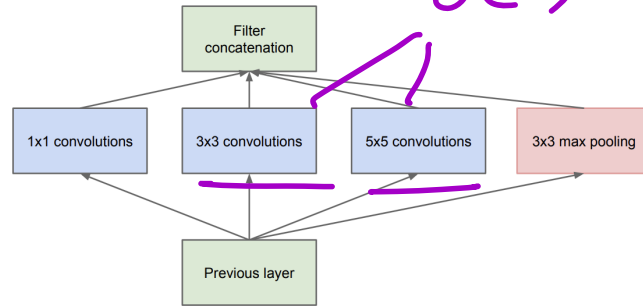 Filter
concatenation
1x1 convolutions
3x3 convolutions
5x5 convolutions
3x3 max pooling
Previous layer